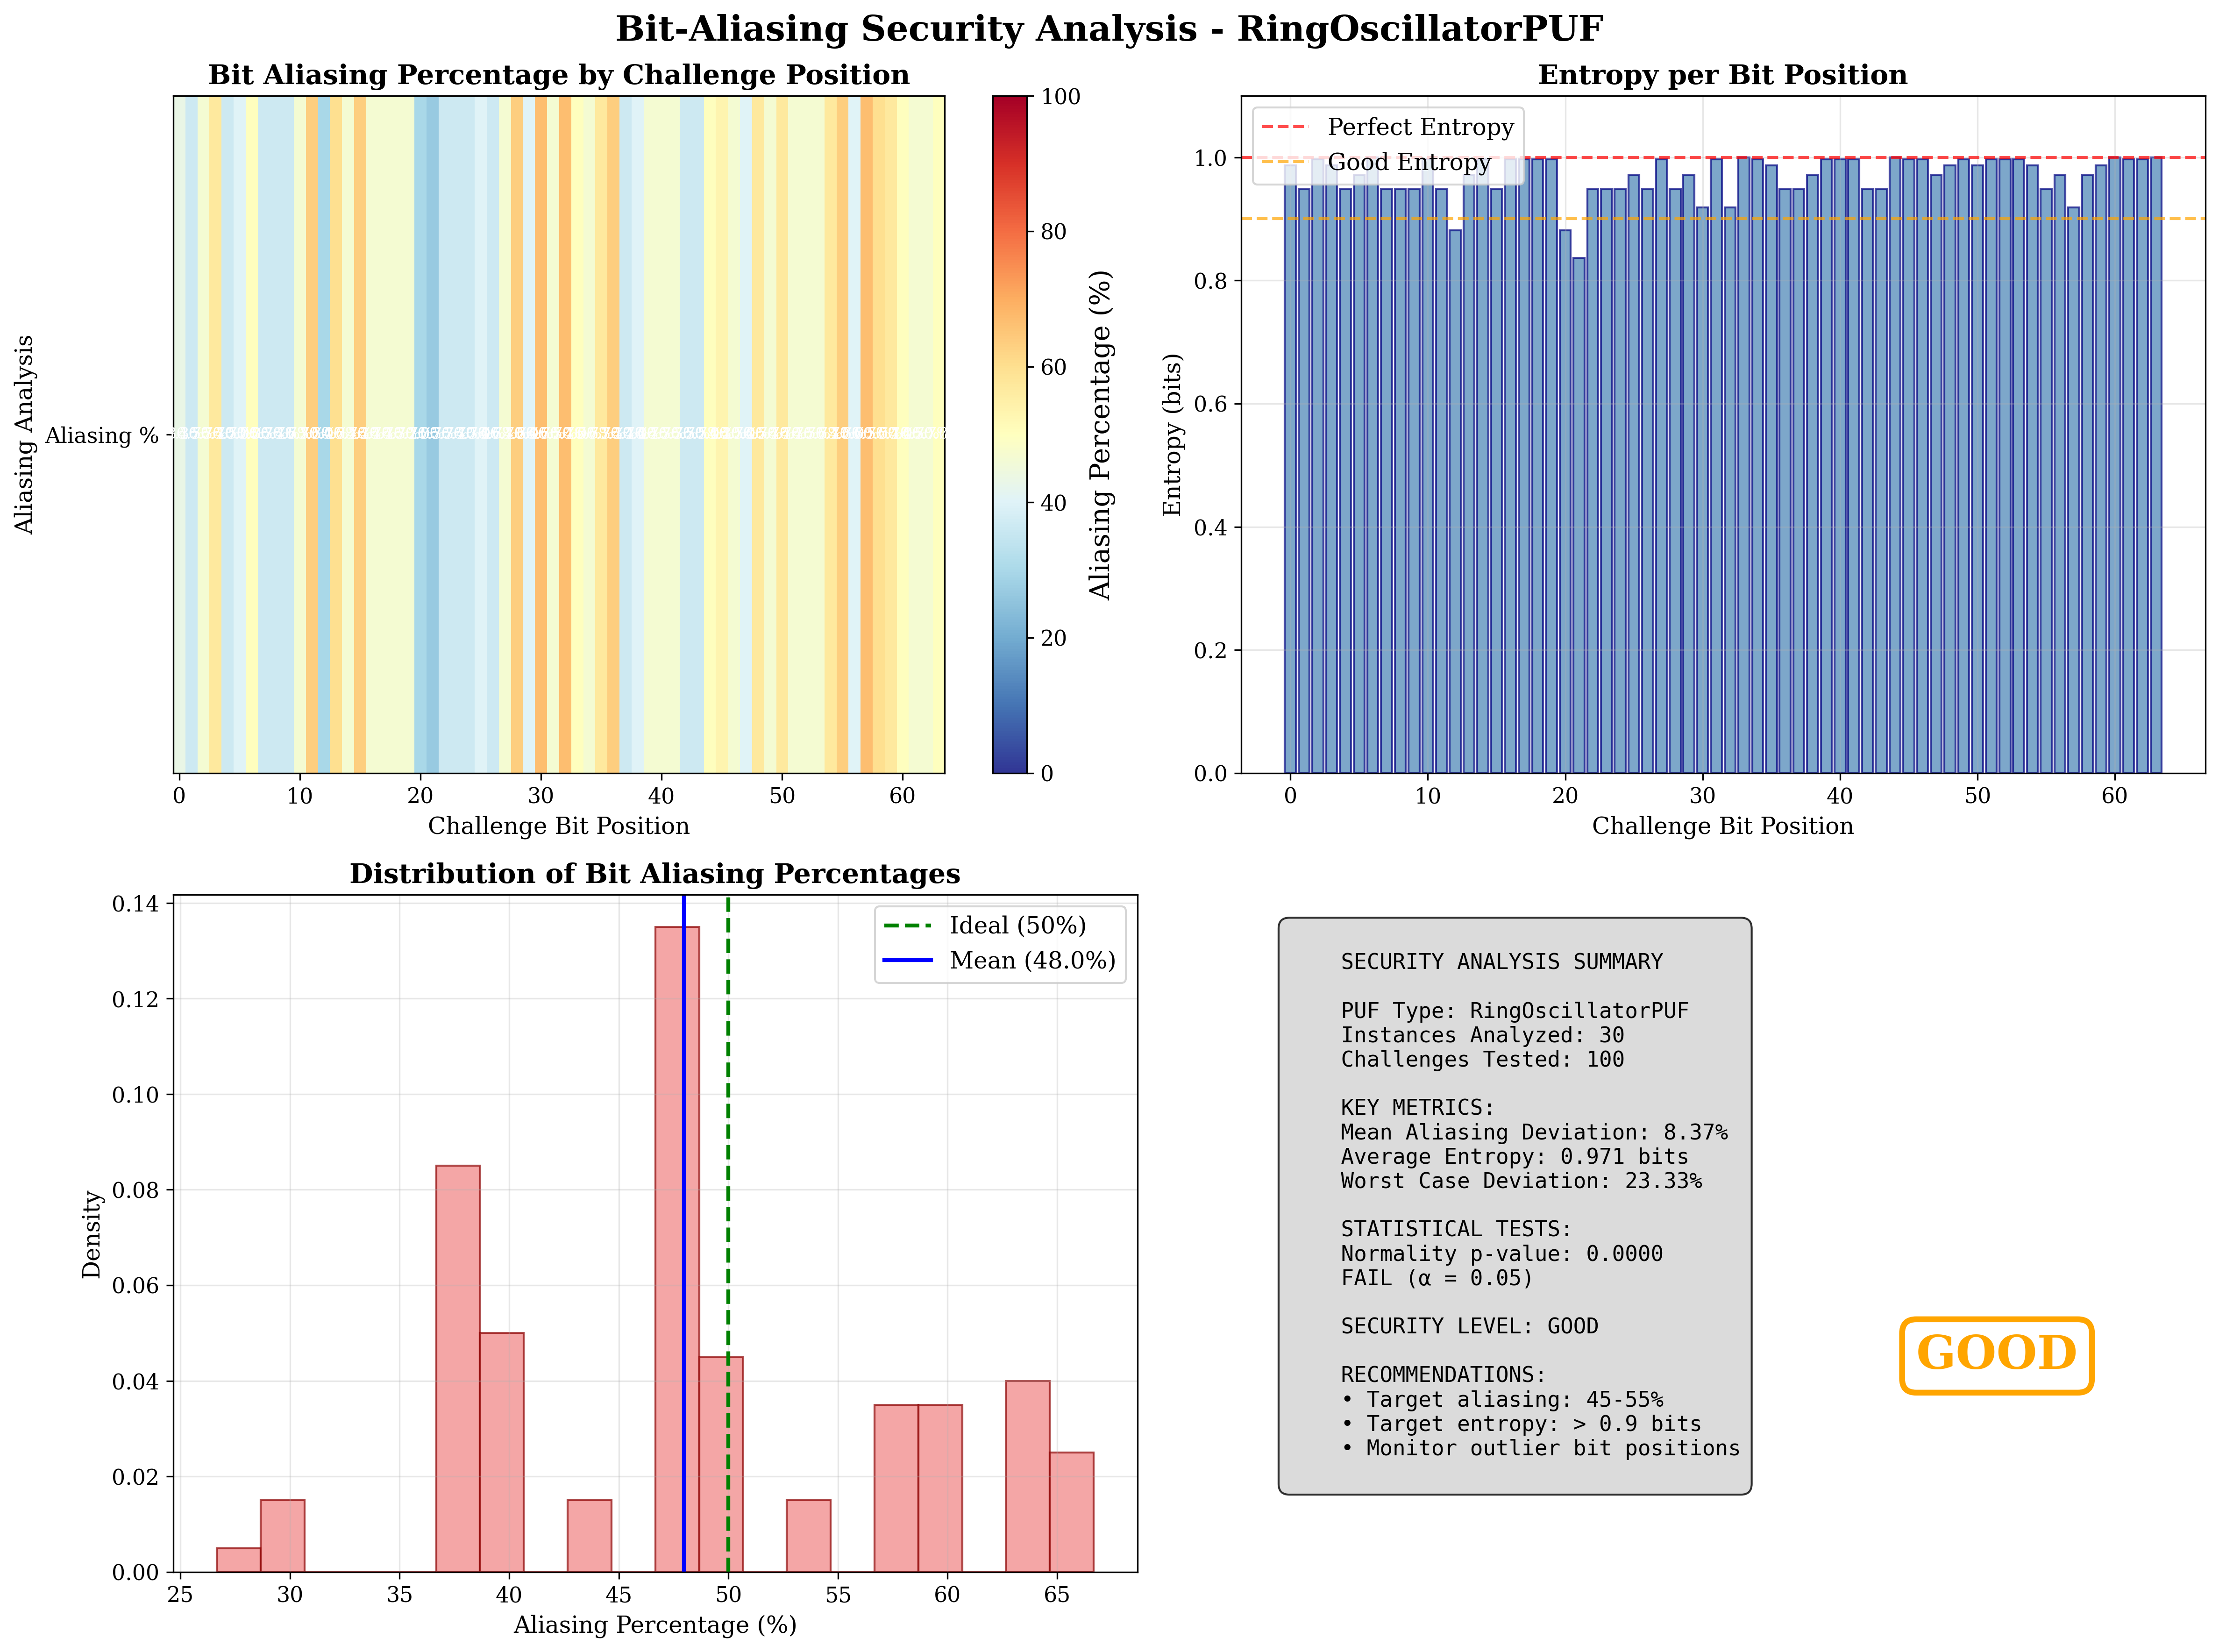 Bit-Aliasing Security Analysis - RingOscillatorPUF
Bit Aliasing Percentage by Challenge Position
Aliasing Analysis
Aliasing %
0 10 20 30 40 50 60
Challenge Bit Position
100
80
60
40
20
0
Aliasing Percentage (%)
Entropy per Bit Position
Perfect Entropy
Good Entropy
Entropy (bits)
1.0
0.8
0.6
0.4
0.2
0.0
0 10 20 30 40 50 60
Challenge Bit Position
Distribution of Bit Aliasing Percentages
Ideal (50%)
Mean (48.0%)
Density
0.14
0.12
0.10
0.08
0.06
0.04
0.02
0.00
25 30 35 40 45 50 55 60 65
Aliasing Percentage (%)
SECURITY ANALYSIS SUMMARY
PUF Type: RingOscillatorPUF
Instances Analyzed: 30
Challenges Tested: 100
KEY METRICS:
Mean Aliasing Deviation: 8.37%
Average Entropy: 0.971 bits
Worst Case Deviation: 23.33%
STATISTICAL TESTS:
Normality p-value: 0.0000
FAIL (α = 0.05)
SECURITY LEVEL: GOOD
RECOMMENDATIONS:
• Target aliasing: 45-55%
• Target entropy: > 0.9 bits
• Monitor outlier bit positions
GOOD